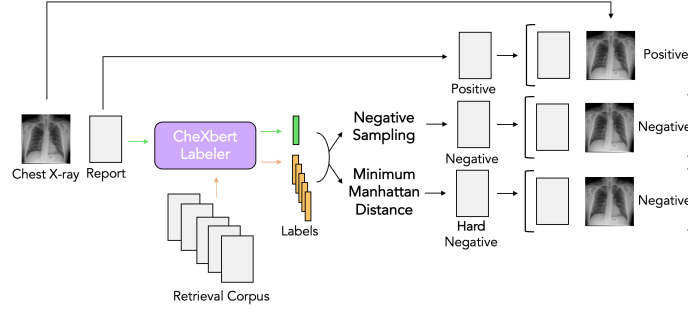 Positive
Positive
Negative
Sampling
CheXbert
Labeler
Negative
Negative
Chest X-ray
Report
Minimum
Manhattan
Distance
Negative
Labels
Hard
Negative
Retrieval Corpus